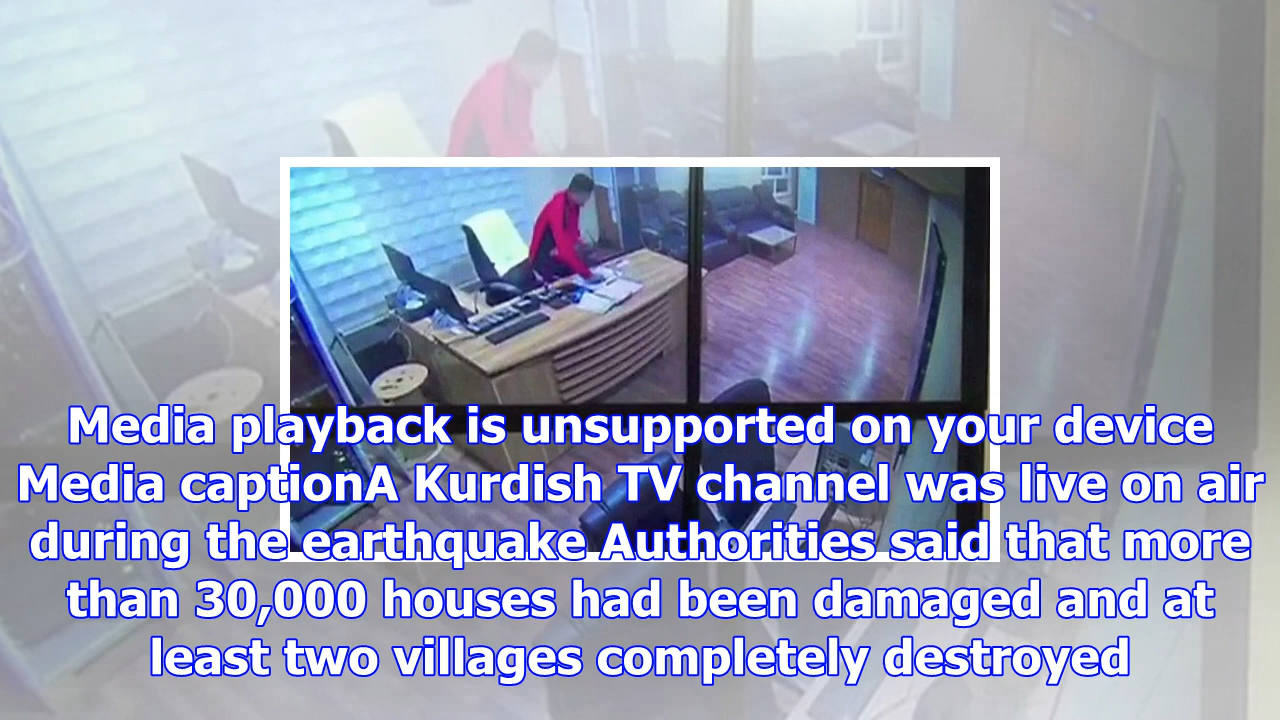 Media playback is unsupported on your device
Media captionA Kurdish TV channel was live on air
during the earthquake Authorities said that more
than 30,000 houses had been damaged and at
least two villages completely destroyed